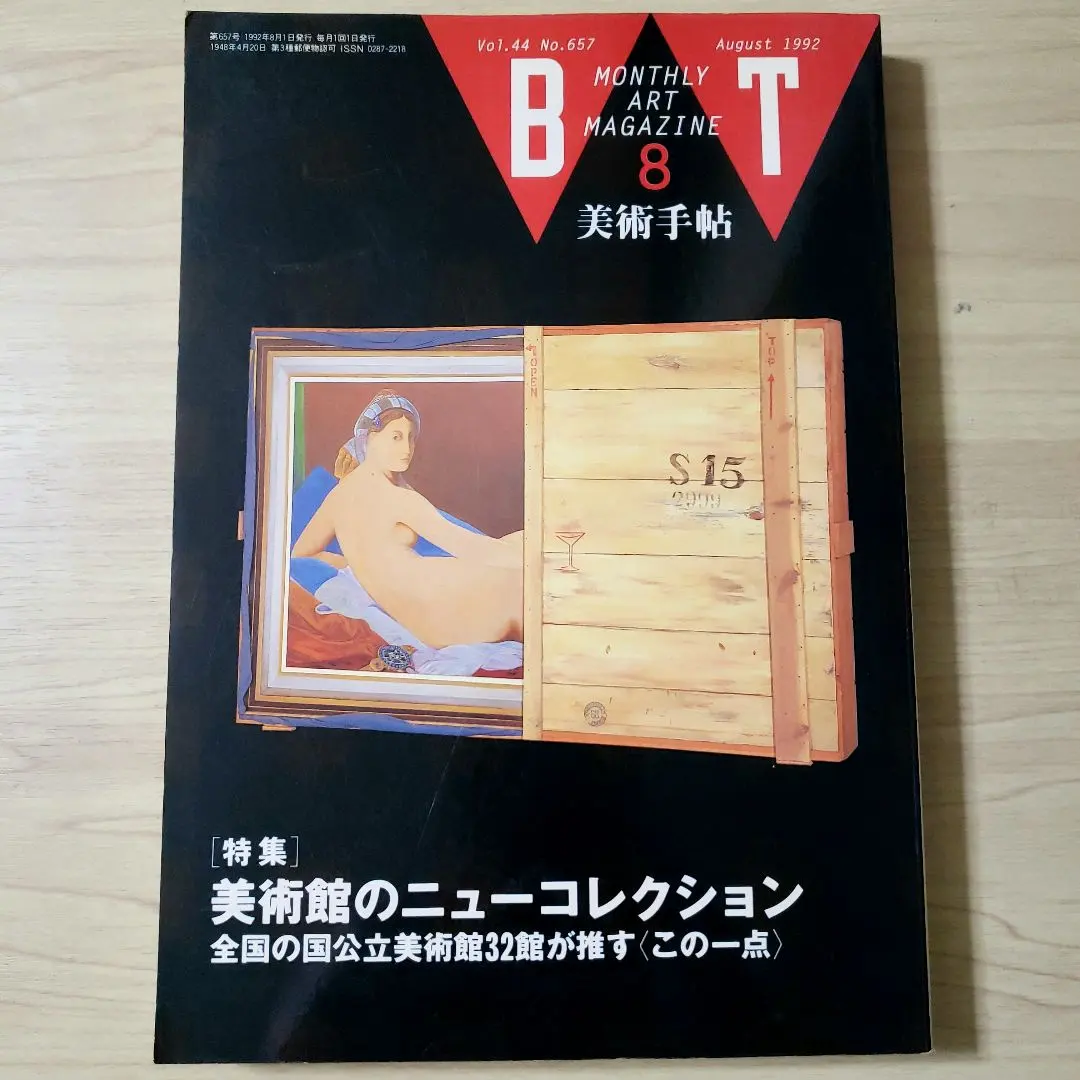 第657号 1992年8月1日発行 毎月1回1日発行
1948年4月20日 第3種郵便物認可 ISSN 0287-2218
Vol.44 No.657
August 1992
B T
MONTHLY
ART
MAGAZINE
8
美術手帖
OPEN
TOP
S 15
2909
[特集]
美術館のニューコレクション
全国の国公立美術館32館が推す〈この一点〉